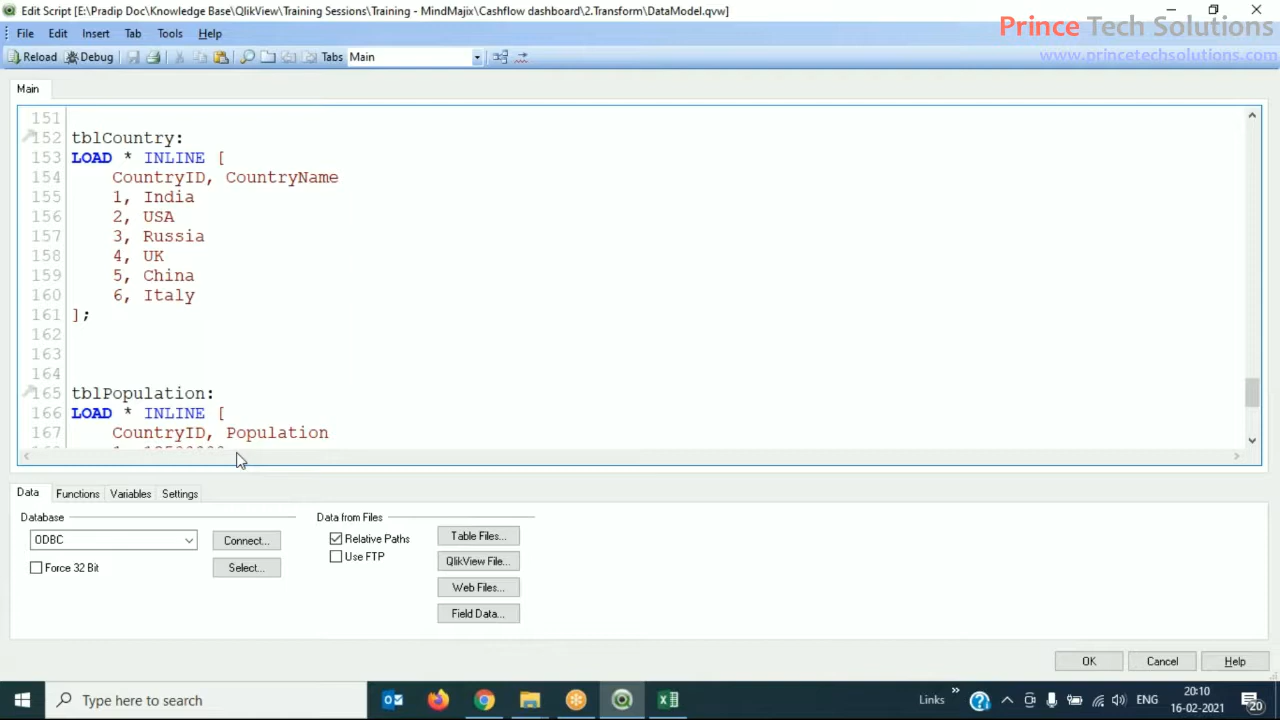 Edit Script [E:\Pradip Doc\Knowledge Base\QlikView\Training Sessions\Training - MindMajix\Cashflow dashboard\2.Transform\DataModel.qvw]
Prince Tech Solutions
www.princetechsolutions.com
File Edit Insert Tab Tools Help
Reload Debug Tabs Main
Main
151
152 tblCountry:
153 LOAD * INLINE [
154 CountryID, CountryName
155 1, India
156 2, USA
157 3, Russia
158 4, UK
159 5, China
160 6, Italy
161 ];
162
163
164
165 tblPopulation:
166 LOAD * INLINE [
167 CountryID, Population
Data Functions Variables Settings
Database Data from Files
ODBC Connect... Relative Paths Table Files...
Use FTP
Force 32 Bit Select... QlikView File...
Web Files...
Field Data...
OK Cancel Help
Type here to search Links ENG 20:10
16-02-2021 20